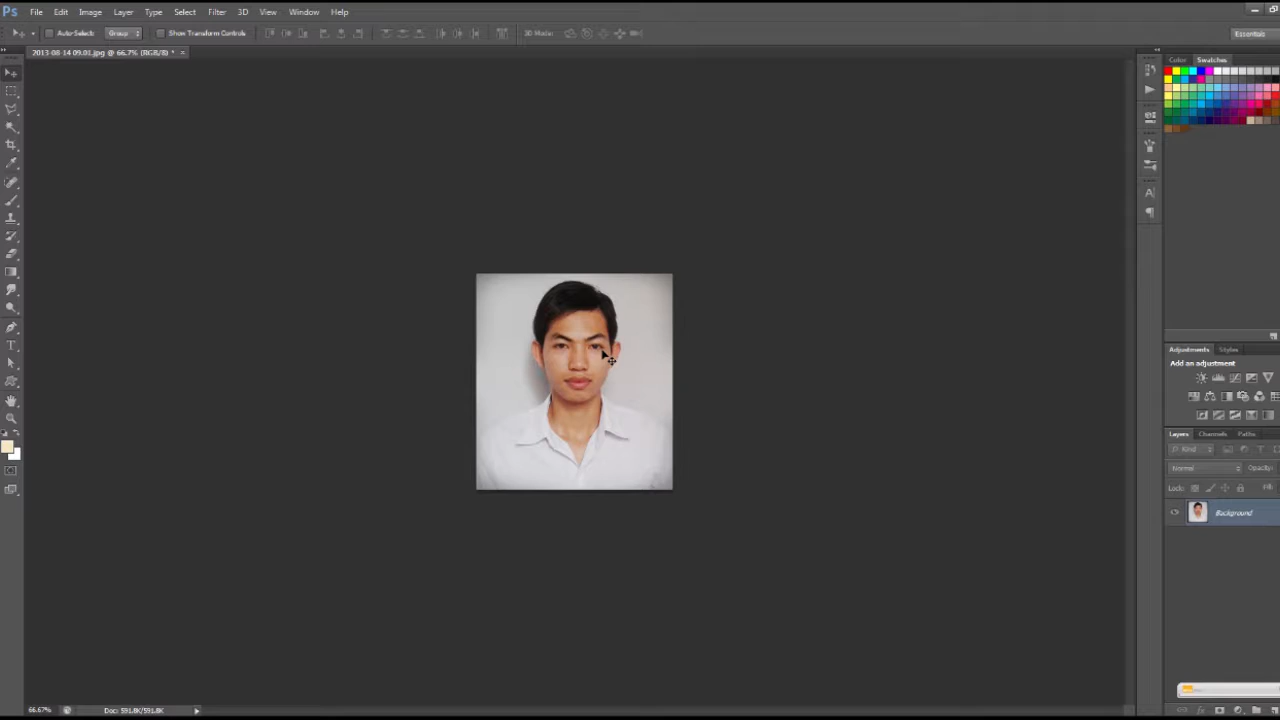 Ps File Edit Image Layer Type Select Filter 3D View Window Help
Auto-Select: Group Show Transform Controls 3D Mode: Essentials
2013-08-14 09.01.jpg @ 66.7% (RGB/8) * ×
Color Swatches
Adjustments Styles
Add an adjustment
Layers Channels Paths
Kind
Normal Opacity:
Lock: Fill:
Background
66.67% Doc: 591.8K/591.8K